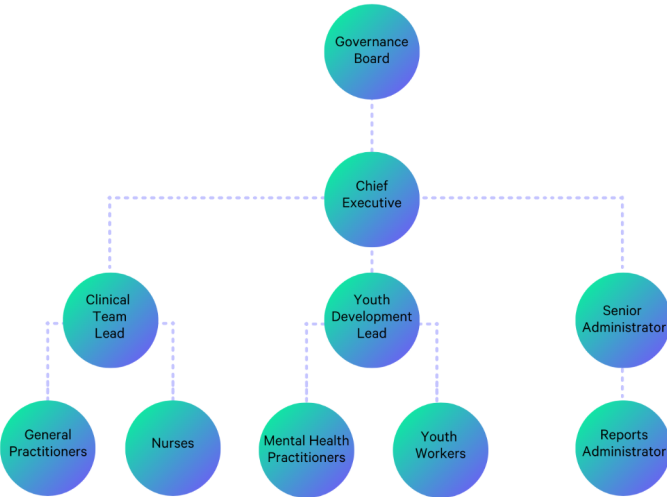 Governance
Board
Chief
Executive
Clinical
Team
Lead
Youth
Development
Lead
Senior
Administrator
General
Practitioners
Nurses
Mental Health
Practitioners
Youth
Workers
Reports
Administrator